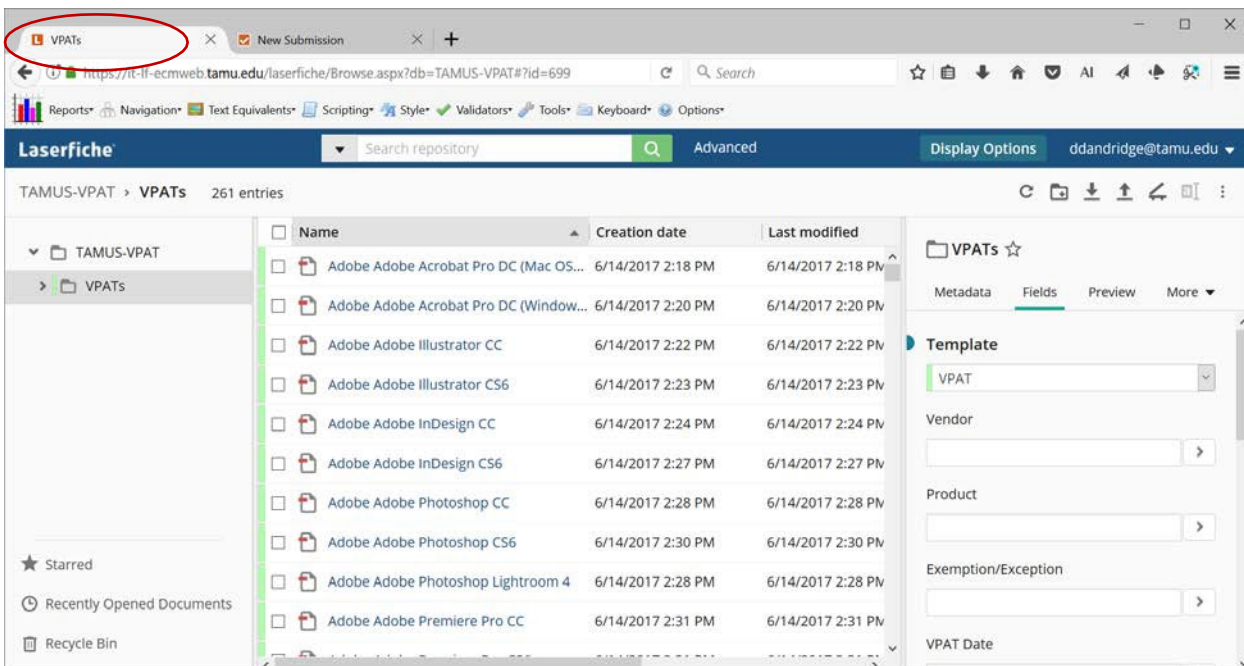 VPATs
New Submission
https://it-lf-ecmweb.tamu.edu/laserfiche/Browse.aspx?db=TAMUS-VPAT#?id=699
Search
AI
Reports
Navigation
Text Equivalents
Scripting
Style
Validators
Tools
Keyboard
Options
Laserfiche
Search repository
Advanced
Display Options
ddandridge@tamu.edu
TAMUS-VPAT › VPATs 261 entries
TAMUS-VPAT
VPATs
Starred
Recently Opened Documents
Recycle Bin
Name Creation date Last modified
Adobe Adobe Acrobat Pro DC (Mac OS... 6/14/2017 2:18 PM 6/14/2017 2:18 PM
Adobe Adobe Acrobat Pro DC (Window... 6/14/2017 2:20 PM 6/14/2017 2:20 PM
Adobe Adobe Illustrator CC 6/14/2017 2:22 PM 6/14/2017 2:22 PM
Adobe Adobe Illustrator CS6 6/14/2017 2:23 PM 6/14/2017 2:23 PM
Adobe Adobe InDesign CC 6/14/2017 2:24 PM 6/14/2017 2:24 PM
Adobe Adobe InDesign CS6 6/14/2017 2:27 PM 6/14/2017 2:27 PM
Adobe Adobe Photoshop CC 6/14/2017 2:28 PM 6/14/2017 2:28 PM
Adobe Adobe Photoshop CS6 6/14/2017 2:30 PM 6/14/2017 2:30 PM
Adobe Adobe Photoshop Lightroom 4 6/14/2017 2:28 PM 6/14/2017 2:28 PM
Adobe Adobe Premiere Pro CC 6/14/2017 2:31 PM 6/14/2017 2:31 PM
VPATs
Metadata Fields Preview More
Template
VPAT
Vendor
Product
Exemption/Exception
VPAT Date